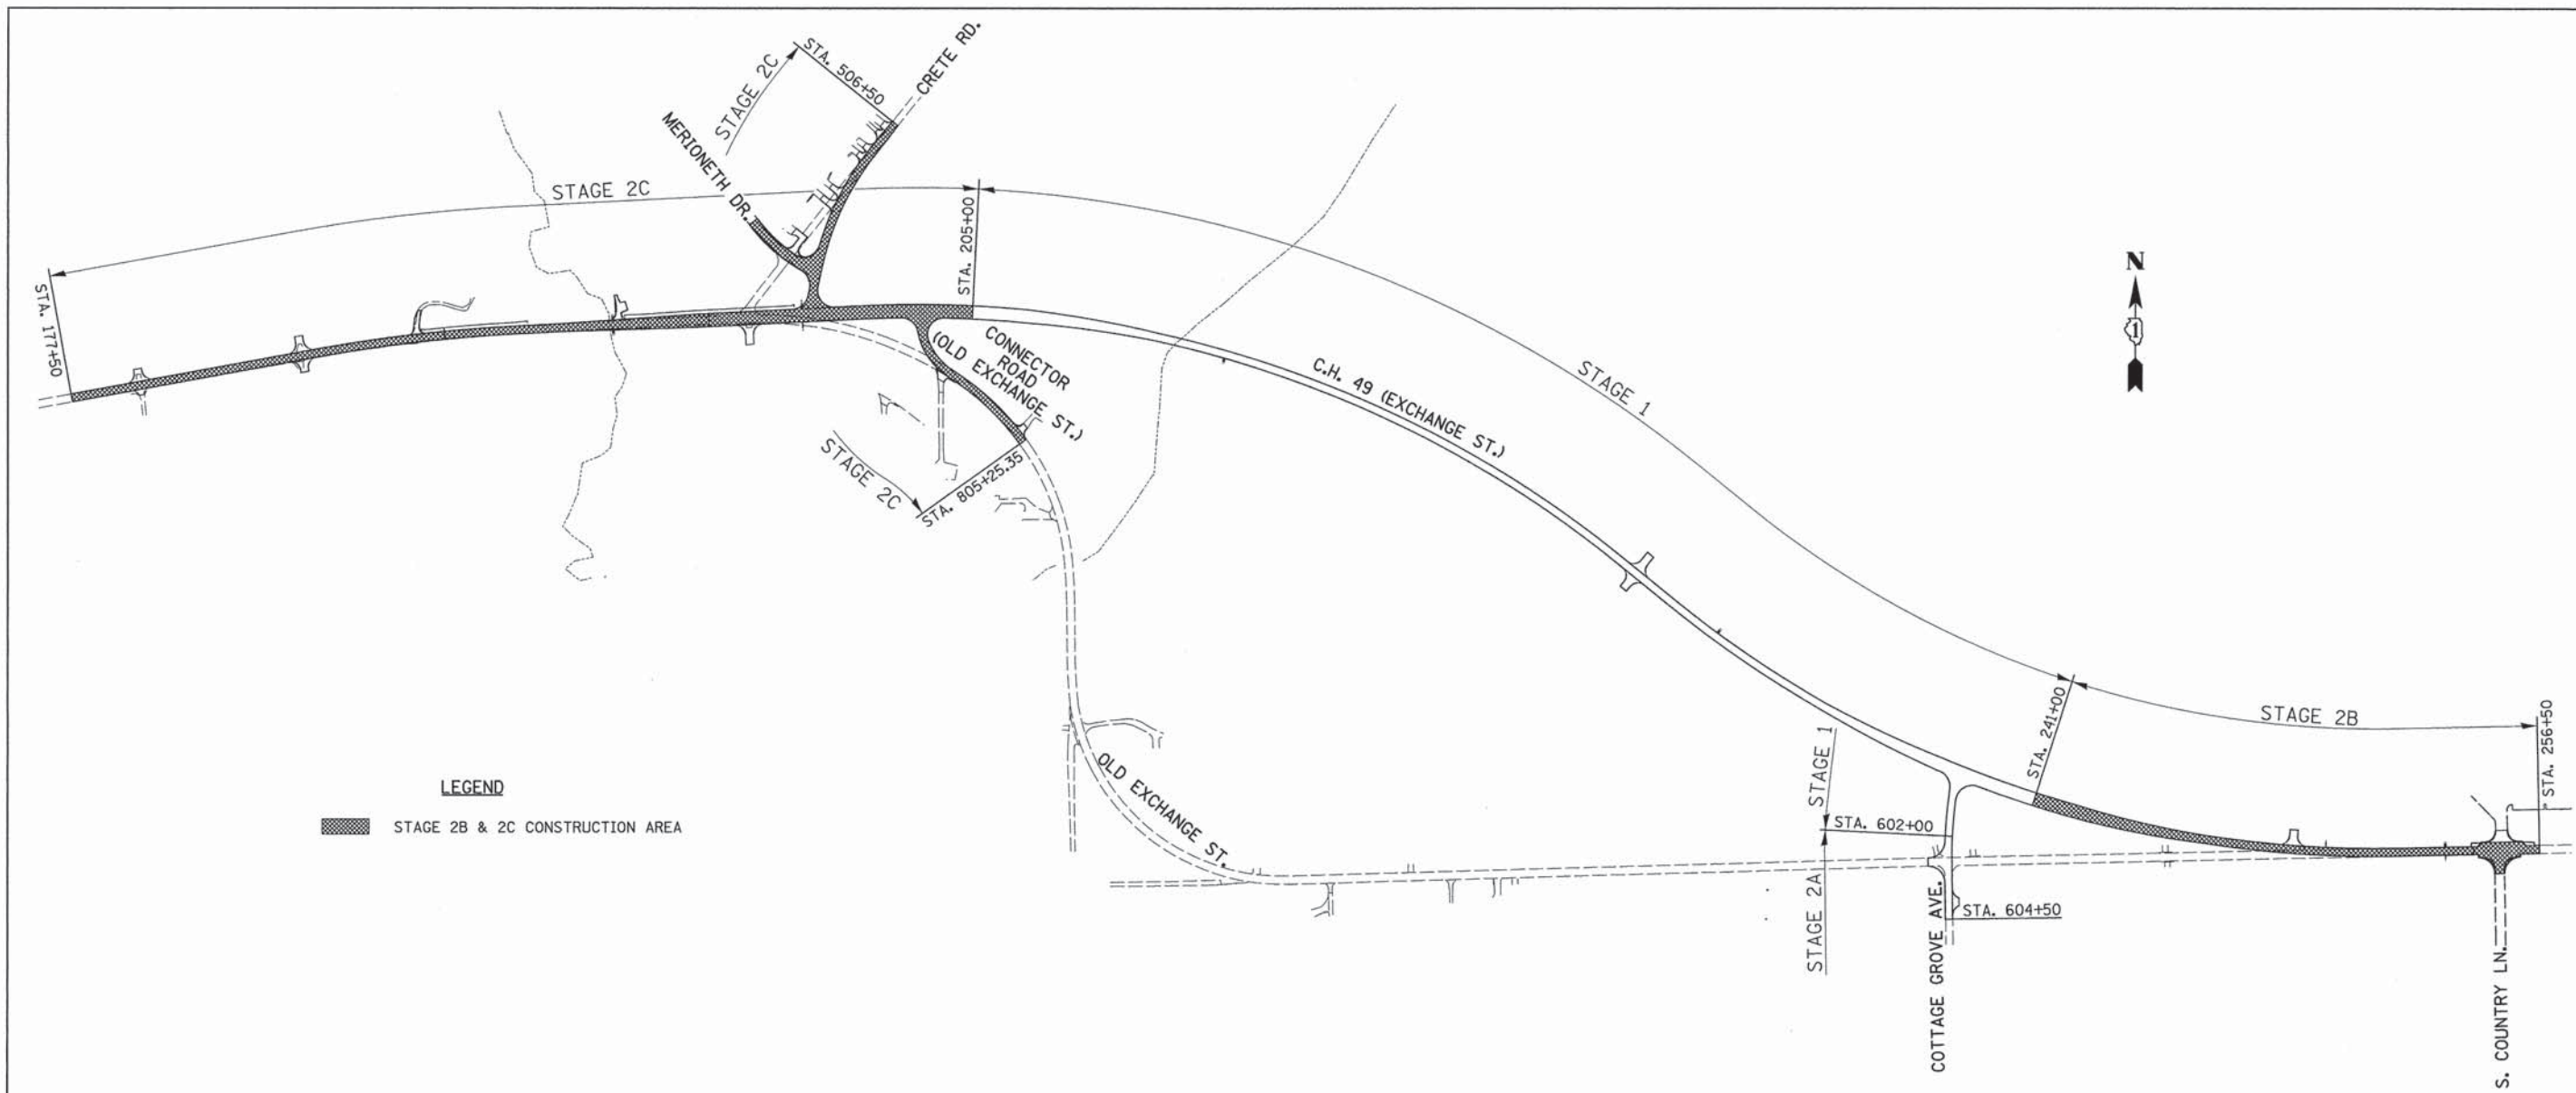 STAGE 2C
STA. 506+50
CRETE RD.
MERIONETH DR.
STAGE 2C
STA. 205+00
STA. 177+50
N
1
CONNECTOR
ROAD
(OLD EXCHANGE ST.)
C.H. 49 (EXCHANGE ST.)
STAGE 1
STAGE 2C
STA. 805+25.35
STA. 241+00
STAGE 2B
STA. 256+50
LEGEND
STAGE 2B & 2C CONSTRUCTION AREA
OLD EXCHANGE ST.
STAGE 1
STA. 602+00
STAGE 2A
STA. 604+50
COTTAGE GROVE AVE.
S. COUNTRY LN.